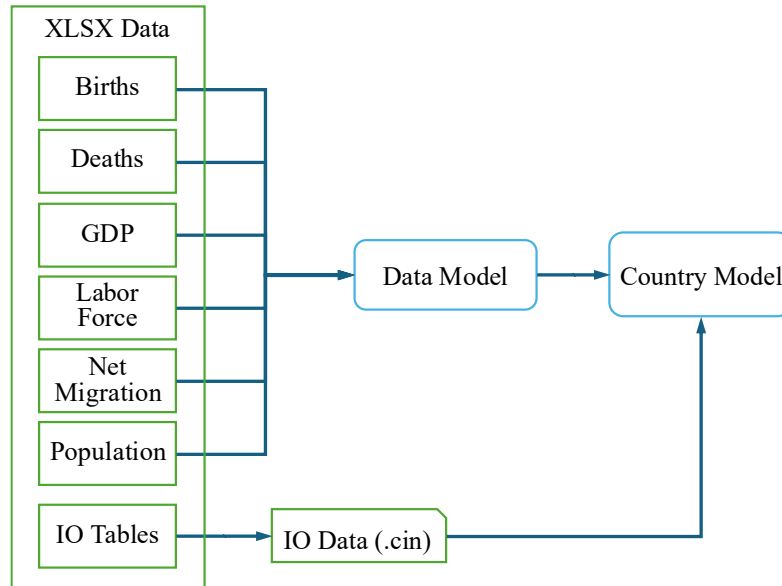 XLSX Data
Births
Deaths
GDP
Labor
Force
Net
Migration
Population
IO Tables
Data Model
Country Model
IO Data (.cin)